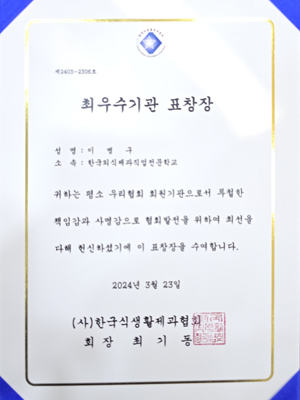 제2403-2306호
최우수기관 표창장
성 명 : 이 병 구
소 속 : 한국외식제과직업전문학교
귀하는 평소 우리협회 회원기관으로서 투철한
책임감과 사명감으로 협회발전을 위하여 최선을
다해 헌신하셨기에 이 표창장을 수여합니다.
2024년 3월 23일
(사)한국식생활제과협회
회 장 최 기 동